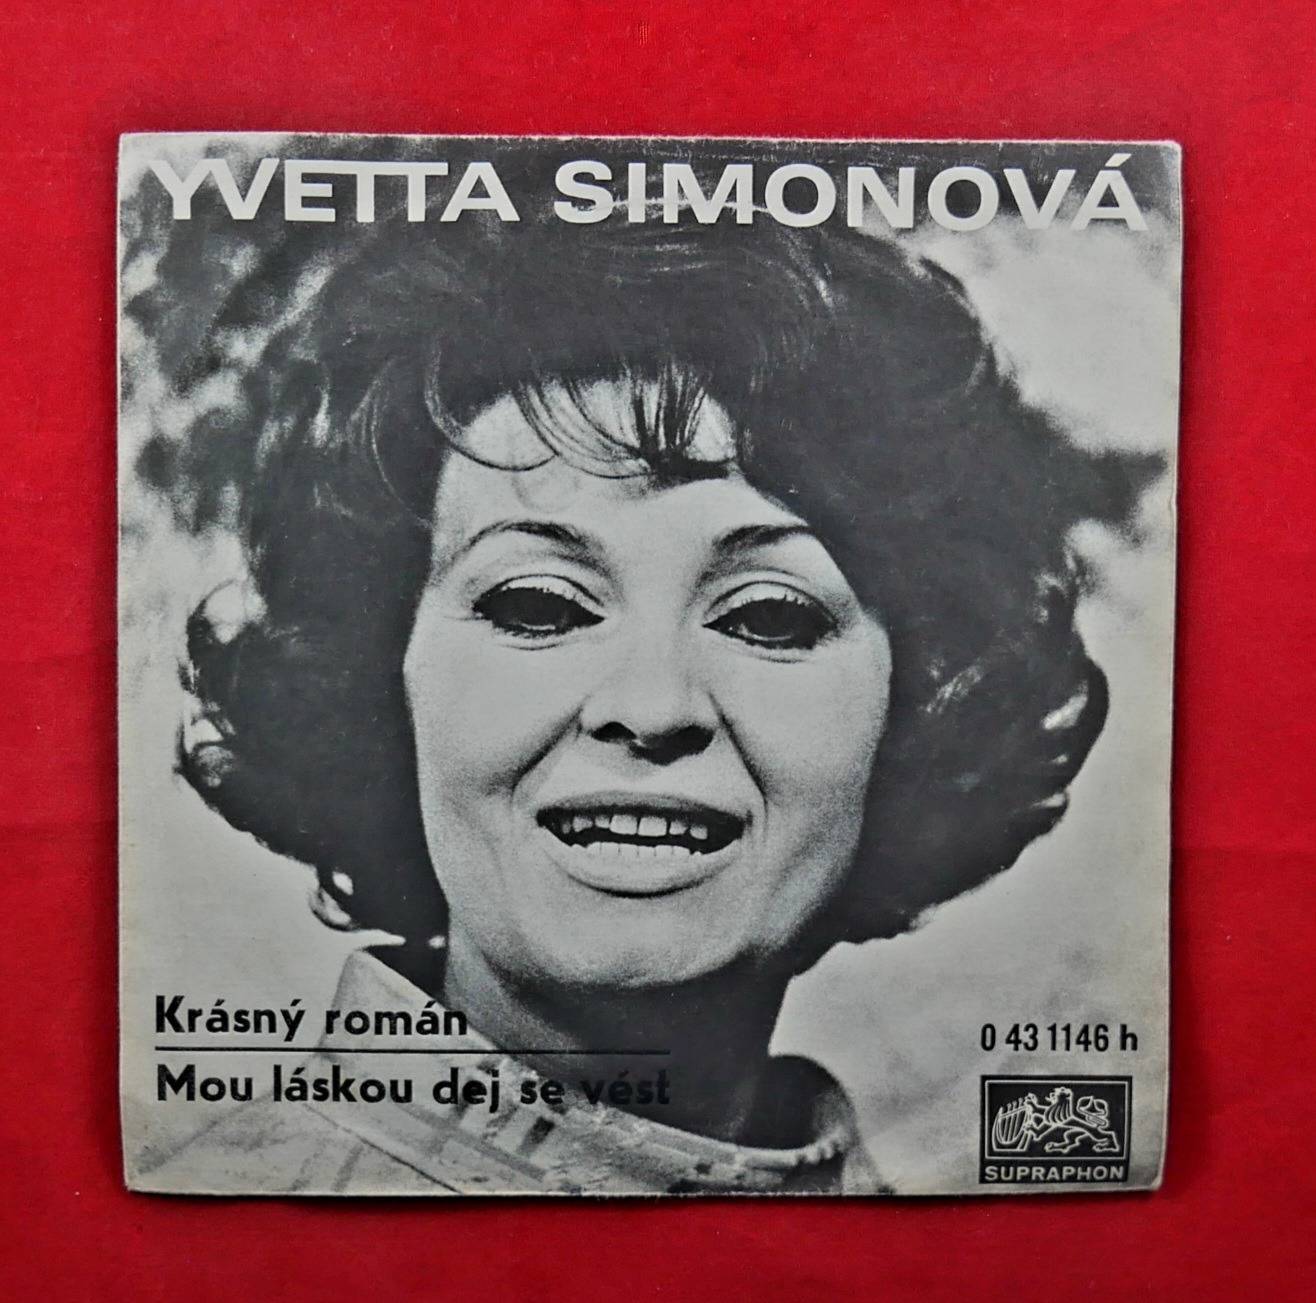 YVETTA SIMONOVÁ
Krásný román
Mou láskou dej se vést
0 43 1146 h
SUPRAPHON